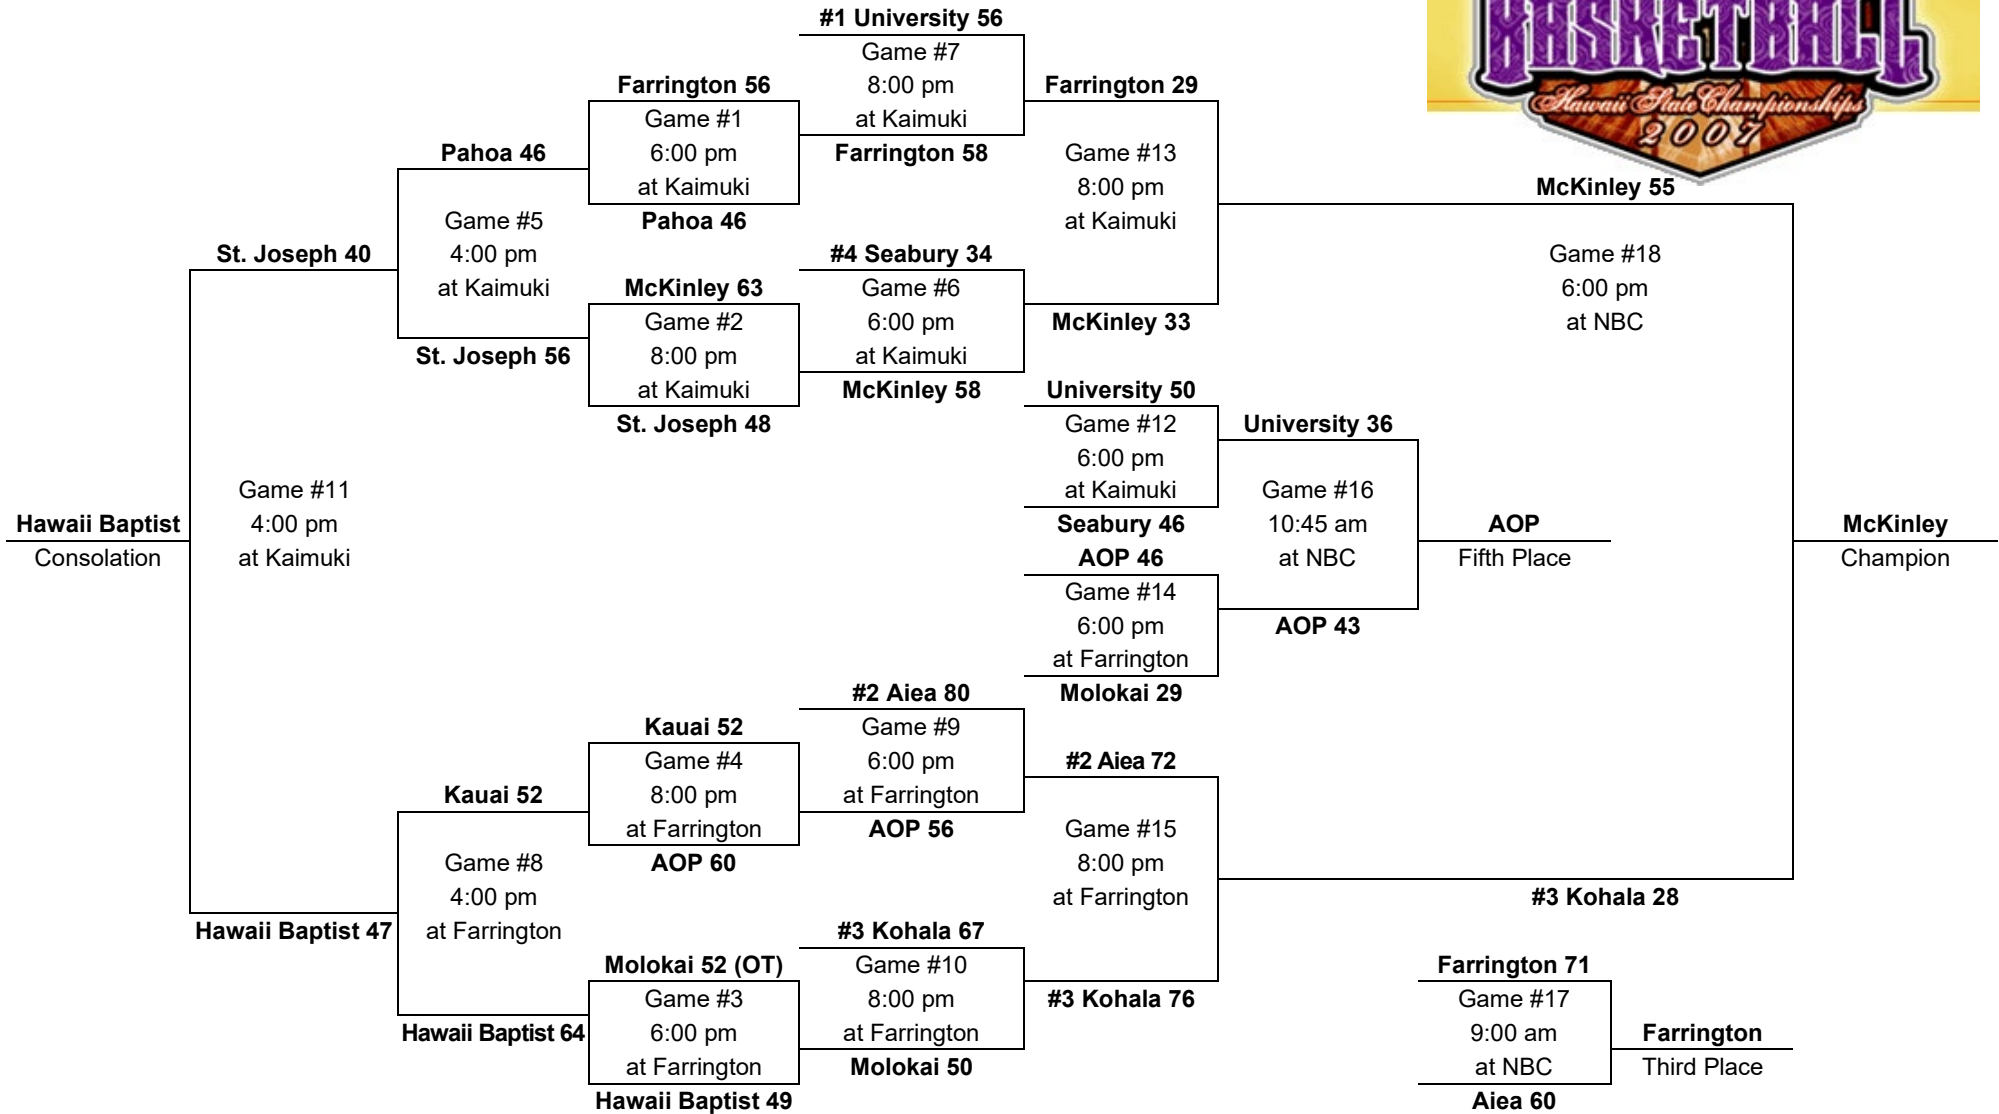 BASKETBALL
Hawaii State Championships
2007
#1 University 56
Game #7
8:00 pm
at Kaimuki
Farrington 58
Farrington 56
Game #1
6:00 pm
at Kaimuki
Pahoa 46
Farrington 29
Game #13
8:00 pm
at Kaimuki
McKinley 33
Pahoa 46
Game #5
4:00 pm
at Kaimuki
St. Joseph 56
McKinley 55
Game #18
6:00 pm
at NBC
#3 Kohala 28
St. Joseph 40
Game #11
4:00 pm
at Kaimuki
Hawaii Baptist 47
#4 Seabury 34
Game #6
6:00 pm
at Kaimuki
McKinley 58
McKinley 63
Game #2
8:00 pm
at Kaimuki
St. Joseph 48
University 50
Game #12
6:00 pm
at Kaimuki
Seabury 46
University 36
Game #16
10:45 am
at NBC
AOP 43
AOP 46
Game #14
6:00 pm
at Farrington
Molokai 29
Hawaii Baptist
Consolation
AOP
Fifth Place
McKinley
Champion
#2 Aiea 80
Game #9
6:00 pm
at Farrington
AOP 56
Kauai 52
Game #4
8:00 pm
at Farrington
AOP 60
#2 Aiea 72
Game #15
8:00 pm
at Farrington
#3 Kohala 76
Kauai 52
Game #8
4:00 pm
at Farrington
Hawaii Baptist 64
#3 Kohala 67
Game #10
8:00 pm
at Farrington
Molokai 50
Molokai 52 (OT)
Game #3
6:00 pm
at Farrington
Hawaii Baptist 49
Farrington 71
Game #17
9:00 am
at NBC
Aiea 60
Farrington
Third Place